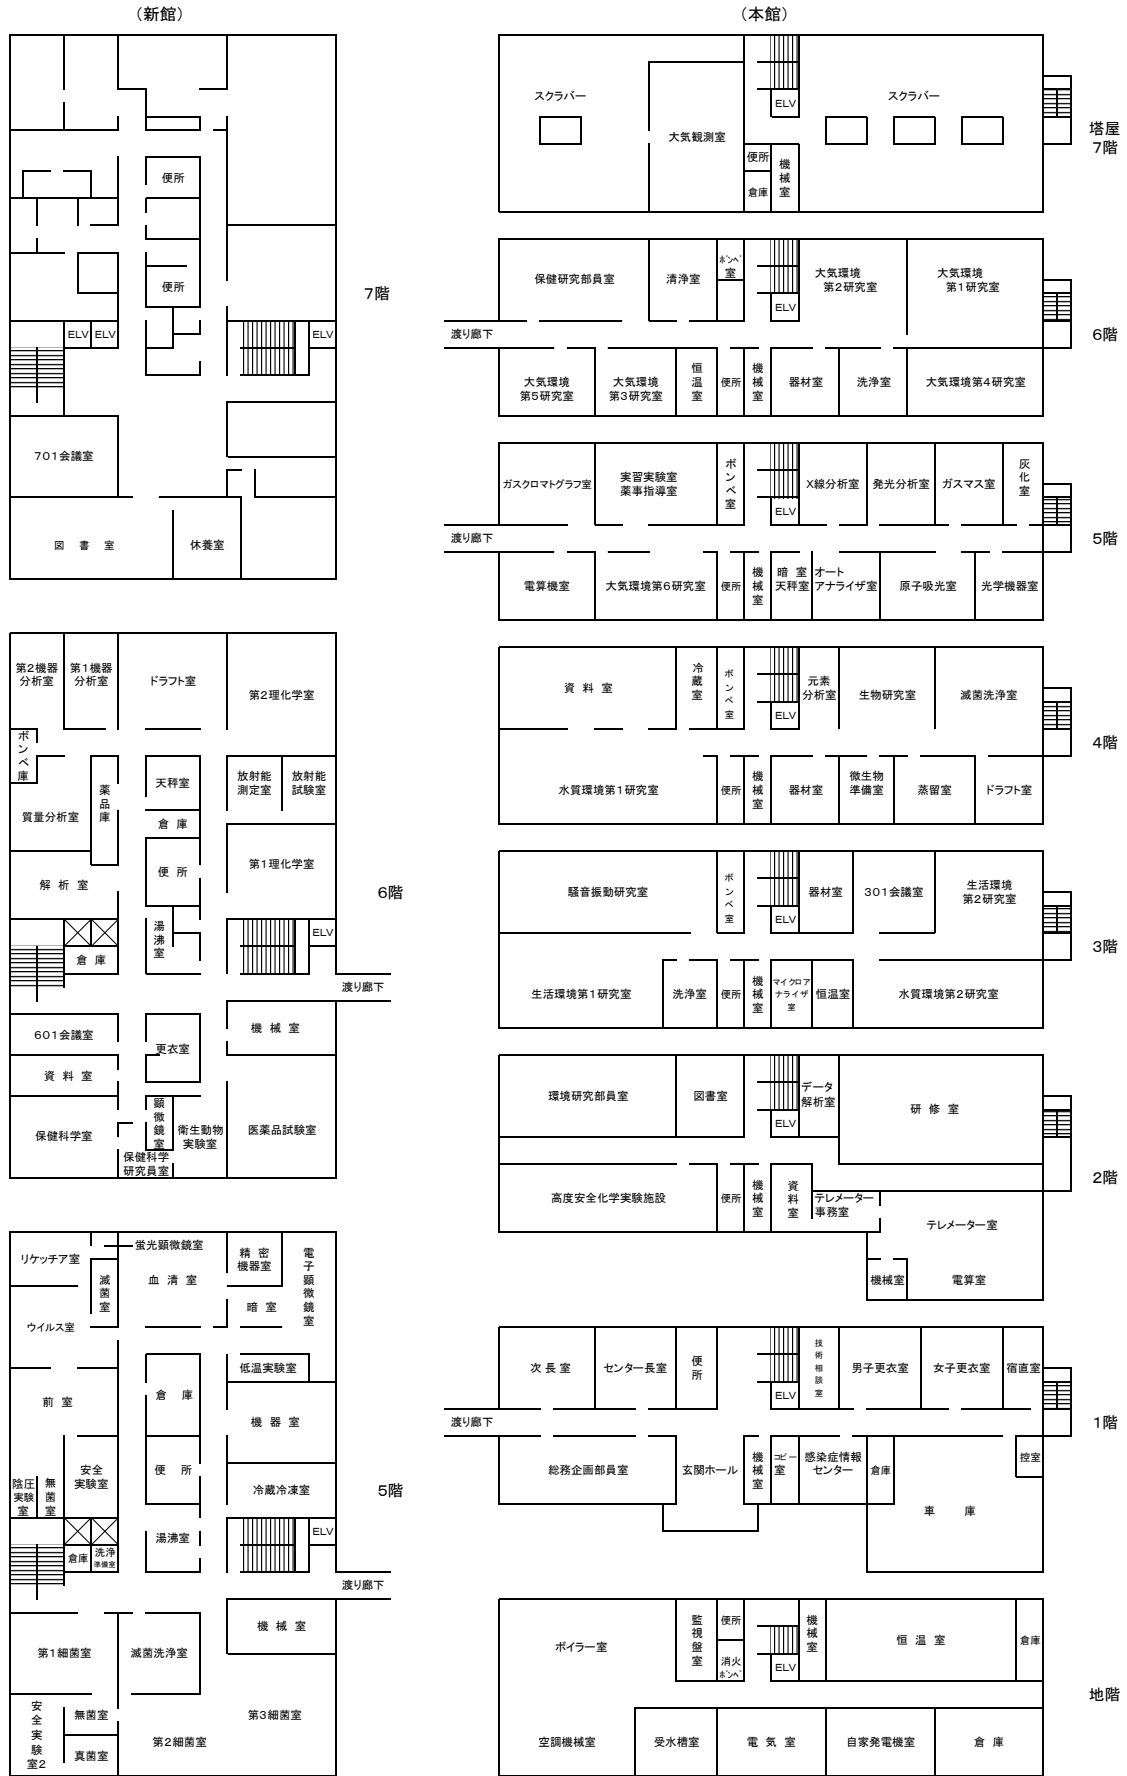 （新館）
便所
便所
ELV
ELV
ELV
701会議室
図書室
休養室
7階
第2機器
分析室
第1機器
分析室
ドラフト室
第2理化学室
ボンベ庫
薬品庫
天秤室
放射能
測定室
放射能
試験室
質量分析室
倉庫
解析室
便所
第1理化学室
湯沸室
倉庫
ELV
渡り廊下
601会議室
更衣室
機械室
資料室
保健科学室
顕微鏡室
衛生動物
実験室
医薬品試験室
保健科学
研究員室
6階
リケッチア室
蛍光顕微鏡室
精密
機器室
電子顕微鏡室
滅菌室
血清室
暗室
ウイルス室
低温実験室
前室
倉庫
機器室
陰圧
実験
室
無菌室
安全
実験室
便所
冷蔵冷凍室
湯沸室
ELV
倉庫
洗浄
準備室
渡り廊下
機械室
第1細菌室
滅菌洗浄室
安全実験室2
無菌室
真菌室
第2細菌室
第3細菌室
5階
（本館）
スクラバー
大気観測室
ELV
スクラバー
便所
倉庫
機械室
塔屋
7階
保健研究部員室
清浄室
ボンベ
室
ELV
大気環境
第2研究室
大気環境
第1研究室
渡り廊下
大気環境
第5研究室
大気環境
第3研究室
恒温室
便所
機械室
器材室
洗浄室
大気環境第4研究室
6階
ガスクロマトグラフ室
実習実験室
薬事指導室
ボンベ室
ELV
X線分析室
発光分析室
ガスマス室
灰化室
渡り廊下
電算機室
大気環境第6研究室
便所
機械室
暗室
天秤室
オート
アナライザ室
原子吸光室
光学機器室
5階
資料室
冷蔵室
ボンベ室
ELV
元素
分析室
生物研究室
滅菌洗浄室
水質環境第1研究室
便所
機械室
器材室
微生物
準備室
蒸留室
ドラフト室
4階
騒音振動研究室
ボンベ室
ELV
器材室
301会議室
生活環境
第2研究室
生活環境第1研究室
洗浄室
便所
機械室
マイクロア
ナライザ
室
恒温室
水質環境第2研究室
3階
環境研究部員室
図書室
ELV
データ
解析室
研修室
高度安全化学実験施設
便所
機械室
資料室
テレメーター
事務室
テレメーター室
機械室
電算室
2階
次長室
センター長室
便所
ELV
技術相談室
男子更衣室
女子更衣室
宿直室
渡り廊下
総務企画部員室
玄関ホール
機械室
コピー
室
感染症情報
センター
倉庫
控室
車庫
1階
ボイラー室
監視盤室
便所
消火
ボンベ
ELV
機械室
恒温室
倉庫
空調機械室
受水槽室
電気室
自家発電機室
倉庫
地階